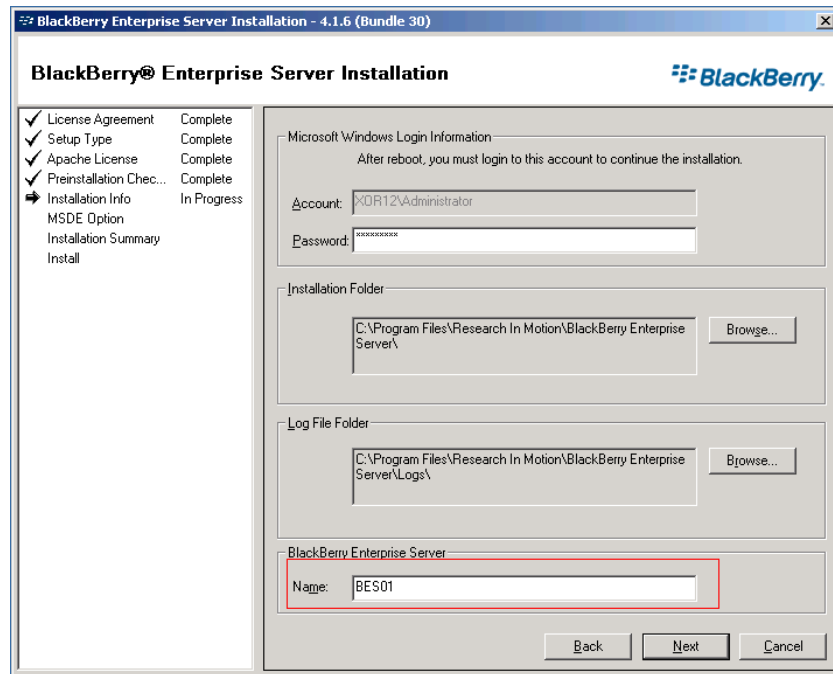 BlackBerry Enterprise Server Installation - 4.1.6 (Bundle 30)
BlackBerry® Enterprise Server Installation
BlackBerry.
License Agreement Complete
Setup Type Complete
Apache License Complete
Preinstallation Chec... Complete
Installation Info In Progress
MSDE Option
Installation Summary
Install
Microsoft Windows Login Information
After reboot, you must login to this account to continue the installation.
Account: XOR12\Administrator
Password: *********
Installation Folder
C:\Program Files\Research In Motion\BlackBerry Enterprise
Server\
Browse...
Log File Folder
C:\Program Files\Research In Motion\BlackBerry Enterprise
Server\Logs\
Browse...
BlackBerry Enterprise Server
Name: BES01
Back Next Cancel